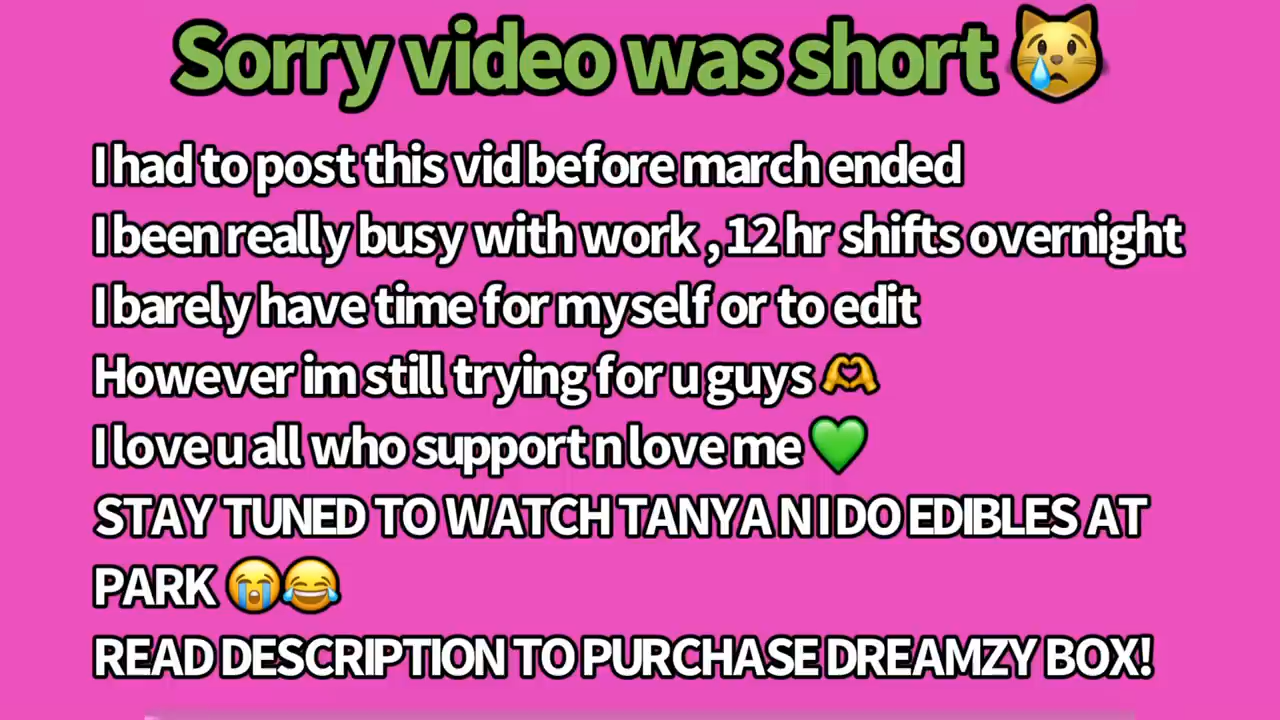 Sorry video was short 😿
I had to post this vid before march ended
I been really busy with work , 12 hr shifts overnight
I barely have time for myself or to edit
However im still trying for u guys 🫶
I love u all who support n love me 💚
STAY TUNED TO WATCH TANYA N I DO EDIBLES AT
PARK 😭😂
READ DESCRIPTION TO PURCHASE DREAMZY BOX!